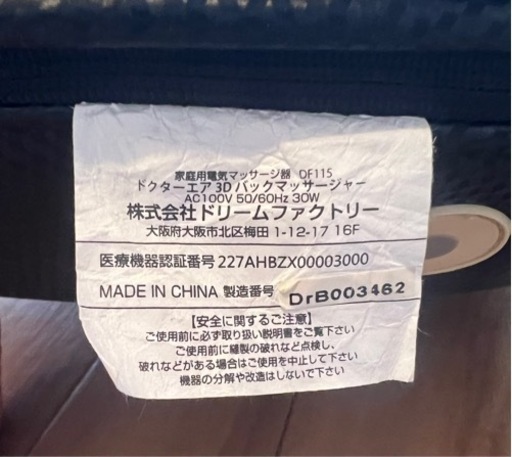 家庭用電気マッサージ器 DF115
ドクターエア 3Dバックマッサージャー
AC100V 50/60Hz 30W
株式会社ドリームファクトリー
大阪府大阪市北区梅田 1-12-17 16F
医療機器認証番号 227AHBZX00003000
MADE IN CHINA 製造番号 DrB003462
【安全に関するご注意】
ご使用前に必ず取り扱い説明書をご覧下さい
ご使用前に縫製の破れなど点検し、
破れなどがある場合はご使用を中止して下さい
機器の分解や改造はしないで下さい